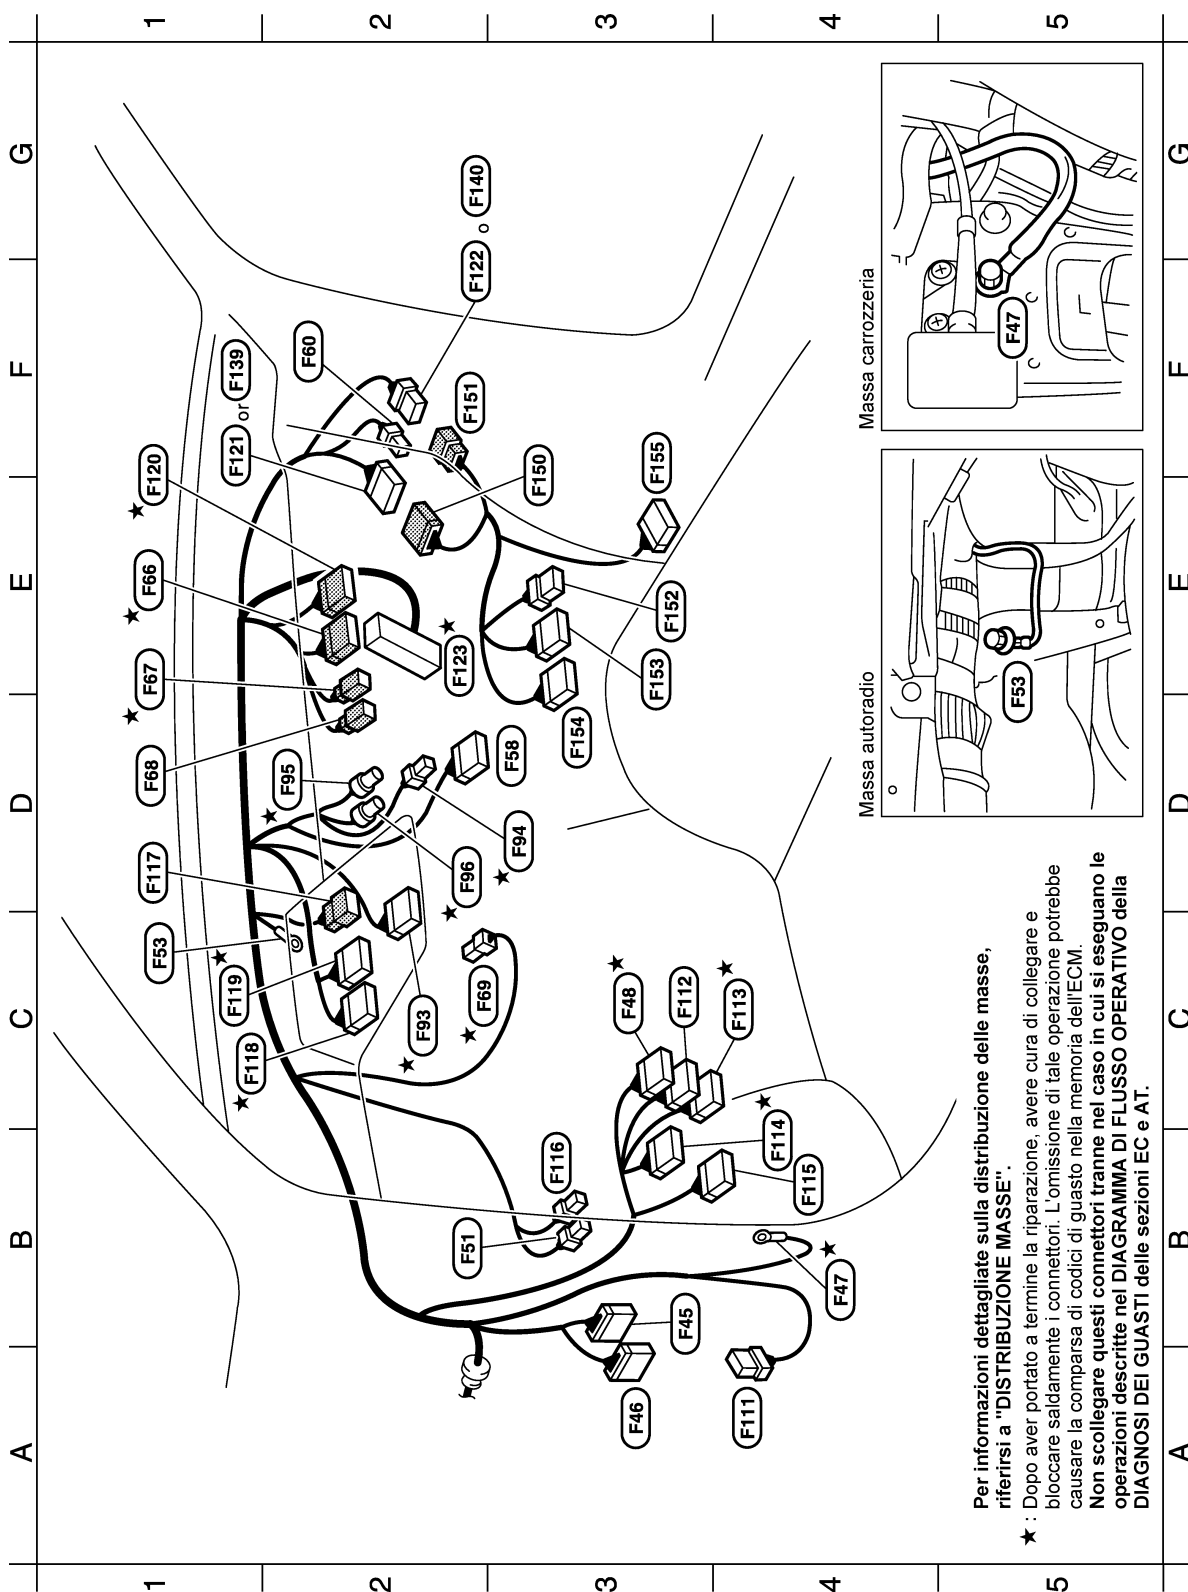 A B C D E F G
1
2
3
4
5
F121 or F139
F120
F66
F67
F68
F117
F53
F119
F118
F60
F122 o F140
F151
F150
F155
F95
F123
F152
F153
F154
F58
F94
F96
F93
F69
F48
F112
F113
F114
F115
F116
F51
F47
F45
F46
F111
Massa autoradio
F53
Massa carrozzeria
F47
Per informazioni dettagliate sulla distribuzione delle masse,
riferirsi a "DISTRIBUZIONE MASSE".
★ : Dopo aver portato a termine la riparazione, avere cura di collegare e
bloccare saldamente i connettori. L'omissione di tale operazione potrebbe
causare la comparsa di codici di guasto nella memoria dell'ECM.
Non scollegare questi connettori tranne nel caso in cui si eseguano le
operazioni descritte nel DIAGRAMMA DI FLUSSO OPERATIVO della
DIAGNOSI DEI GUASTI delle sezioni EC e AT.
1
2
3
4
5
A B C D E F G